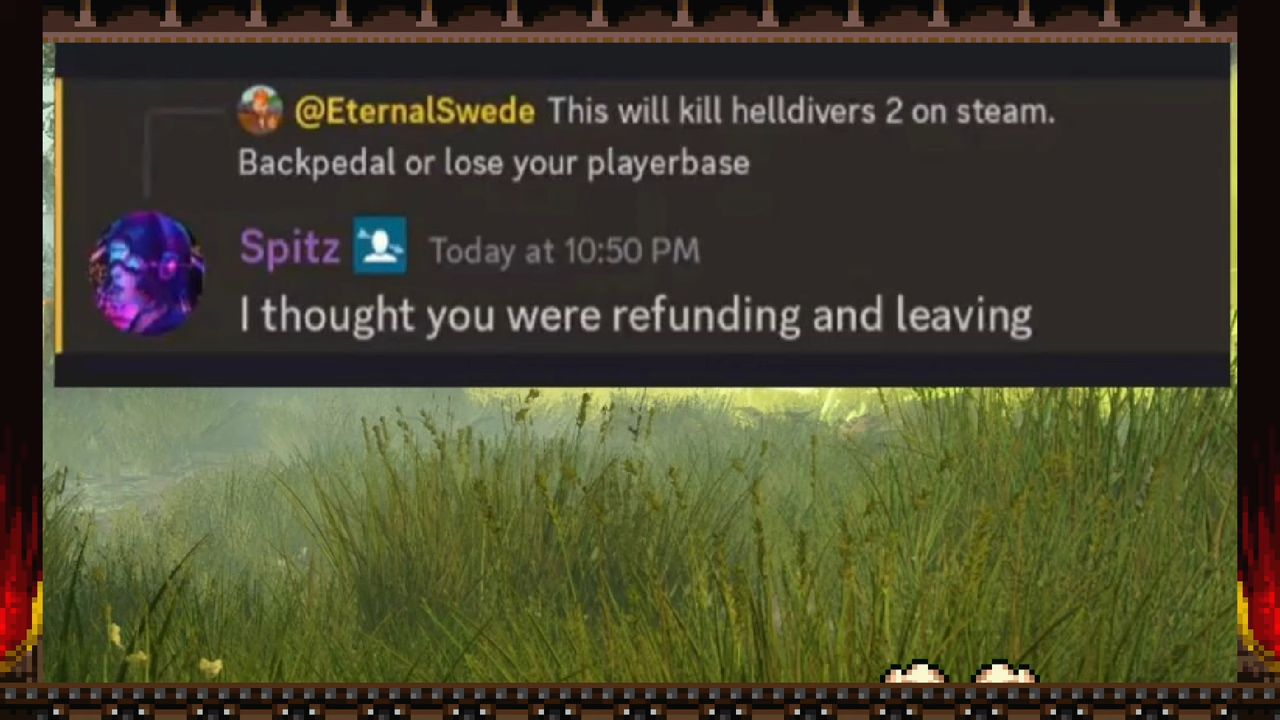 @EternalSwede This will kill helldivers 2 on steam.
Backpedal or lose your playerbase
Spitz Today at 10:50 PM
I thought you were refunding and leaving